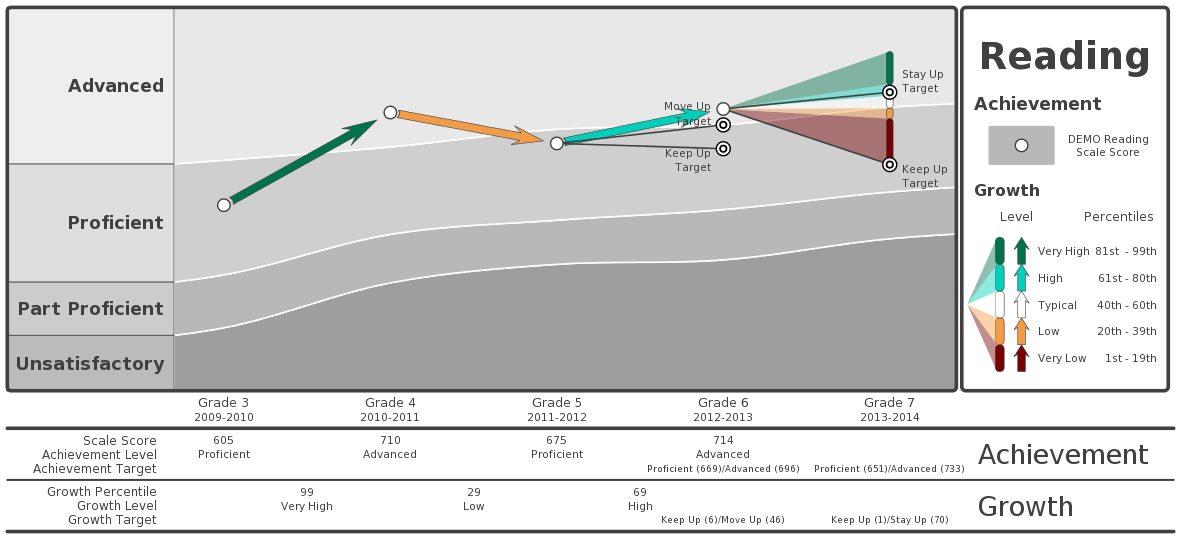 Advanced
Proficient
Part Proficient
Unsatisfactory
Move Up
Target
Keep Up
Target
Stay Up
Target
Keep Up
Target
Reading
Achievement
DEMO Reading
Scale Score
Growth
Level Percentiles
Very High 81st - 99th
High 61st - 80th
Typical 40th - 60th
Low 20th - 39th
Very Low 1st - 19th
Grade 3 Grade 4 Grade 5 Grade 6 Grade 7
2009-2010 2010-2011 2011-2012 2012-2013 2013-2014
Scale Score 605 710 675 714
Achievement Level Proficient Advanced Proficient Advanced
Achievement Target Proficient (669)/Advanced (696) Proficient (651)/Advanced (733)
Achievement
Growth Percentile 99 29 69
Growth Level Very High Low High
Growth Target Keep Up (6)/Move Up (46) Keep Up (1)/Stay Up (70)
Growth